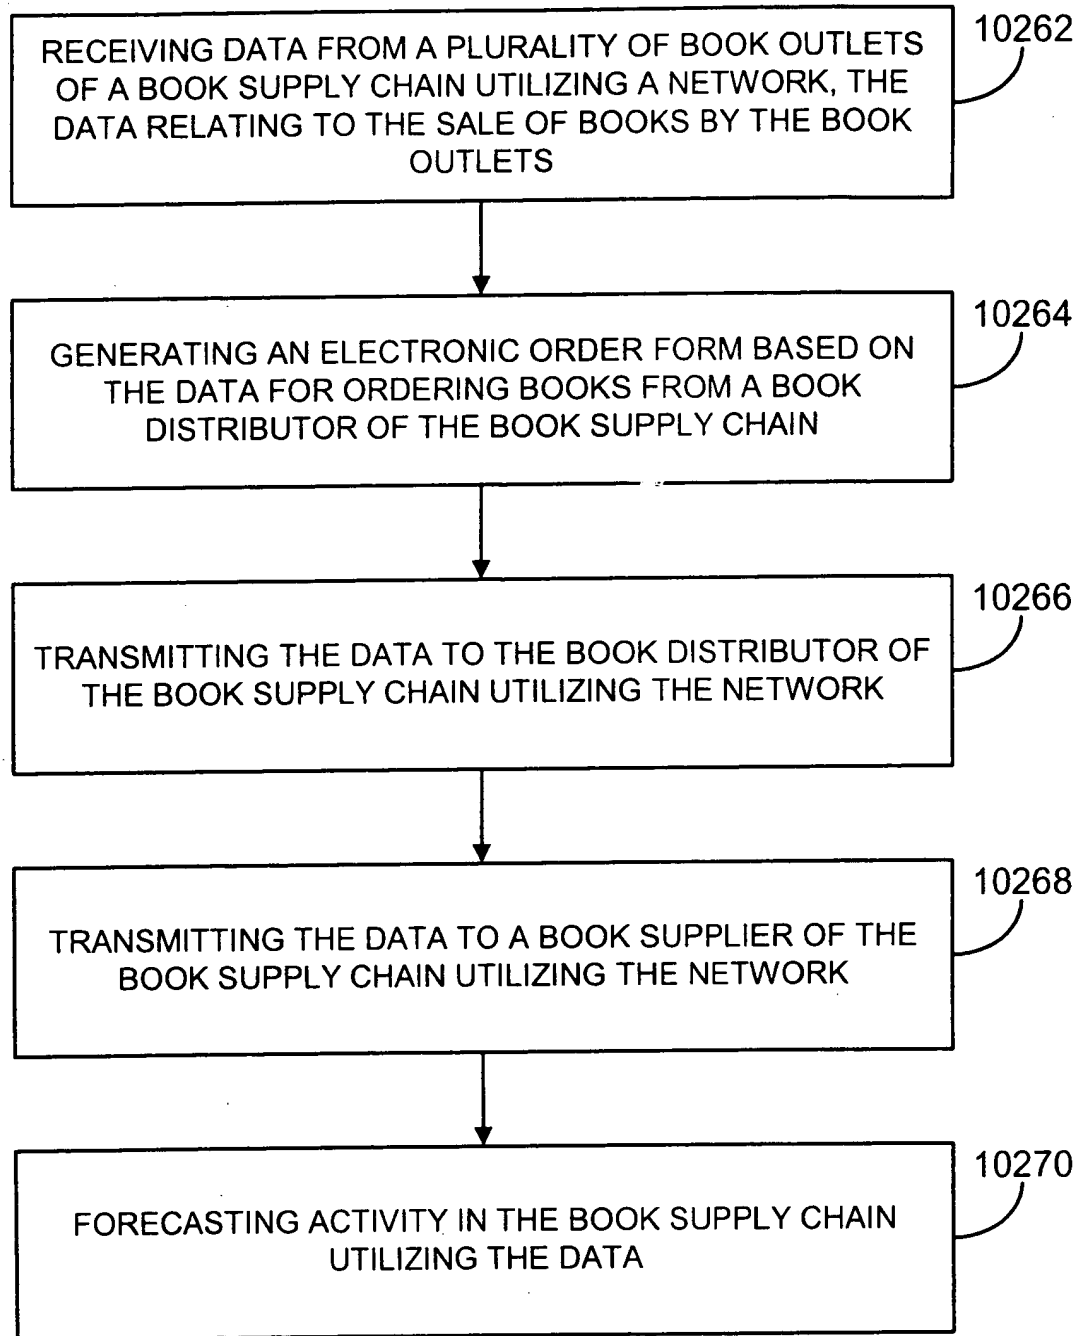 RECEIVING DATA FROM A PLURALITY OF BOOK OUTLETS
OF A BOOK SUPPLY CHAIN UTILIZING A NETWORK, THE
DATA RELATING TO THE SALE OF BOOKS BY THE BOOK
OUTLETS
10262
GENERATING AN ELECTRONIC ORDER FORM BASED ON
THE DATA FOR ORDERING BOOKS FROM A BOOK
DISTRIBUTOR OF THE BOOK SUPPLY CHAIN
10264
TRANSMITTING THE DATA TO THE BOOK DISTRIBUTOR OF
THE BOOK SUPPLY CHAIN UTILIZING THE NETWORK
10266
TRANSMITTING THE DATA TO A BOOK SUPPLIER OF THE
BOOK SUPPLY CHAIN UTILIZING THE NETWORK
10268
FORECASTING ACTIVITY IN THE BOOK SUPPLY CHAIN
UTILIZING THE DATA
10270